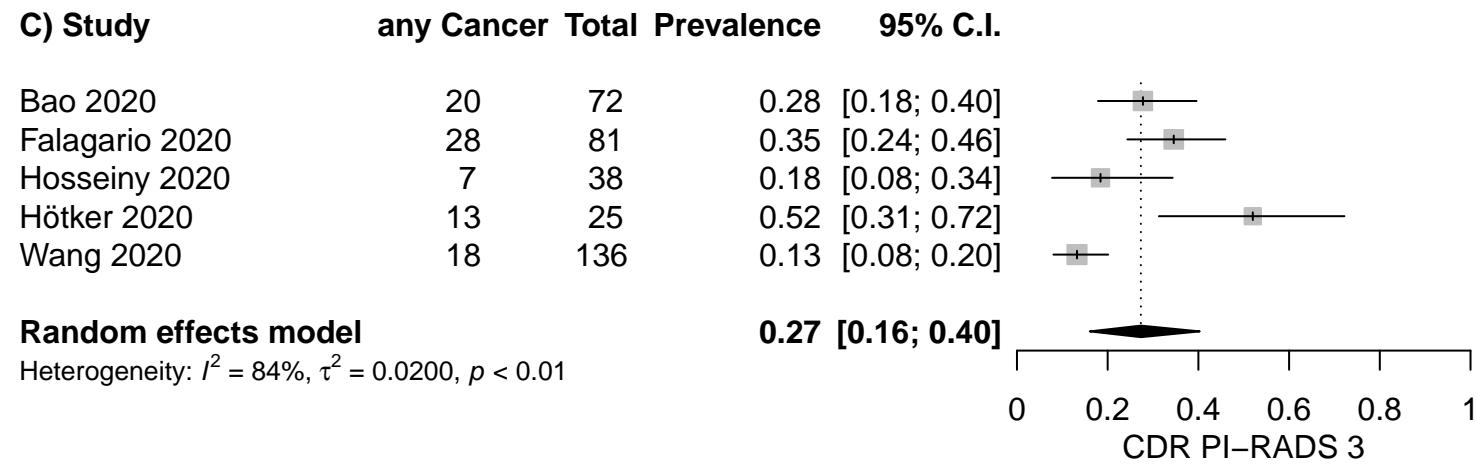 C) Study any Cancer Total Prevalence 95% C.I.
Bao 2020 20 72 0.28 [0.18; 0.40]
Falagario 2020 28 81 0.35 [0.24; 0.46]
Hosseiny 2020 7 38 0.18 [0.08; 0.34]
Hötker 2020 13 25 0.52 [0.31; 0.72]
Wang 2020 18 136 0.13 [0.08; 0.20]
Random effects model 0.27 [0.16; 0.40]
Heterogeneity: I² = 84%, τ² = 0.0200, p < 0.01
0 0.2 0.4 0.6 0.8 1
CDR PI−RADS 3